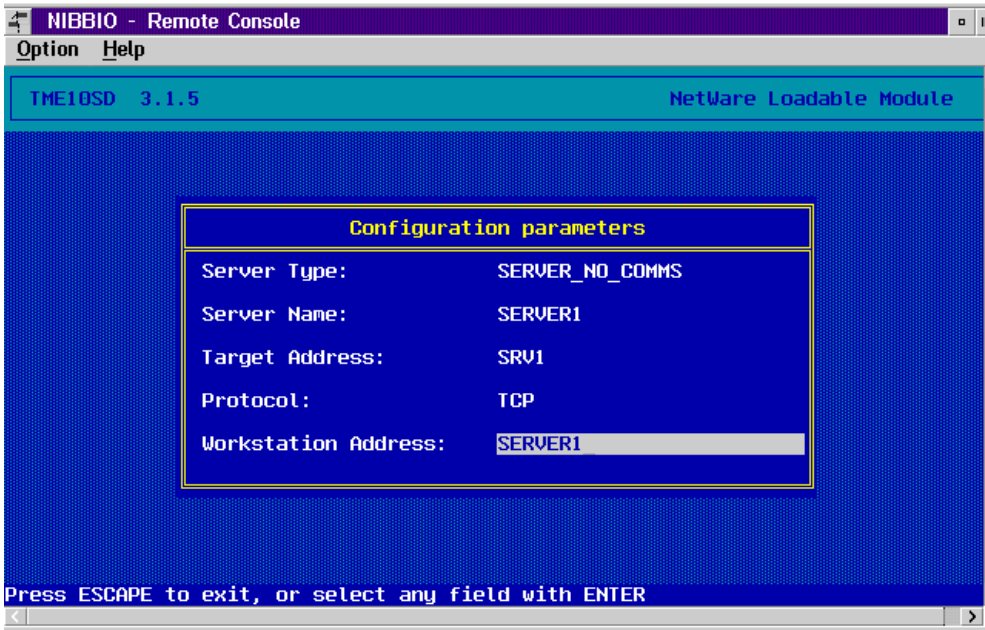 NIBBIO - Remote Console
Option Help
TME10SD 3.1.5 NetWare Loadable Module
Configuration parameters
Server Type: SERVER_NO_COMMS
Server Name: SERVER1
Target Address: SRV1
Protocol: TCP
Workstation Address: SERVER1_
Press ESCAPE to exit, or select any field with ENTER